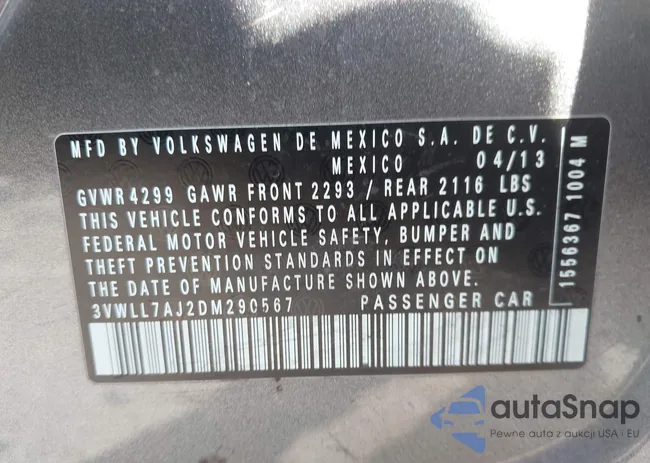 MFD BY VOLKSWAGEN DE MEXICO S.A. DE C.V.
MEXICO 04/13
GVWR 4299 GAWR FRONT 2293 / REAR 2116 LBS
THIS VEHICLE CONFORMS TO ALL APPLICABLE U.S.
FEDERAL MOTOR VEHICLE SAFETY, BUMPER AND
THEFT PREVENTION STANDARDS IN EFFECT ON
THE DATE OF MANUFACTURE SHOWN ABOVE.
3VWLL7AJ2DM290567 PASSENGER CAR
1556367 1004 M
autaSnap
Pewne auta z aukcji USA i EU